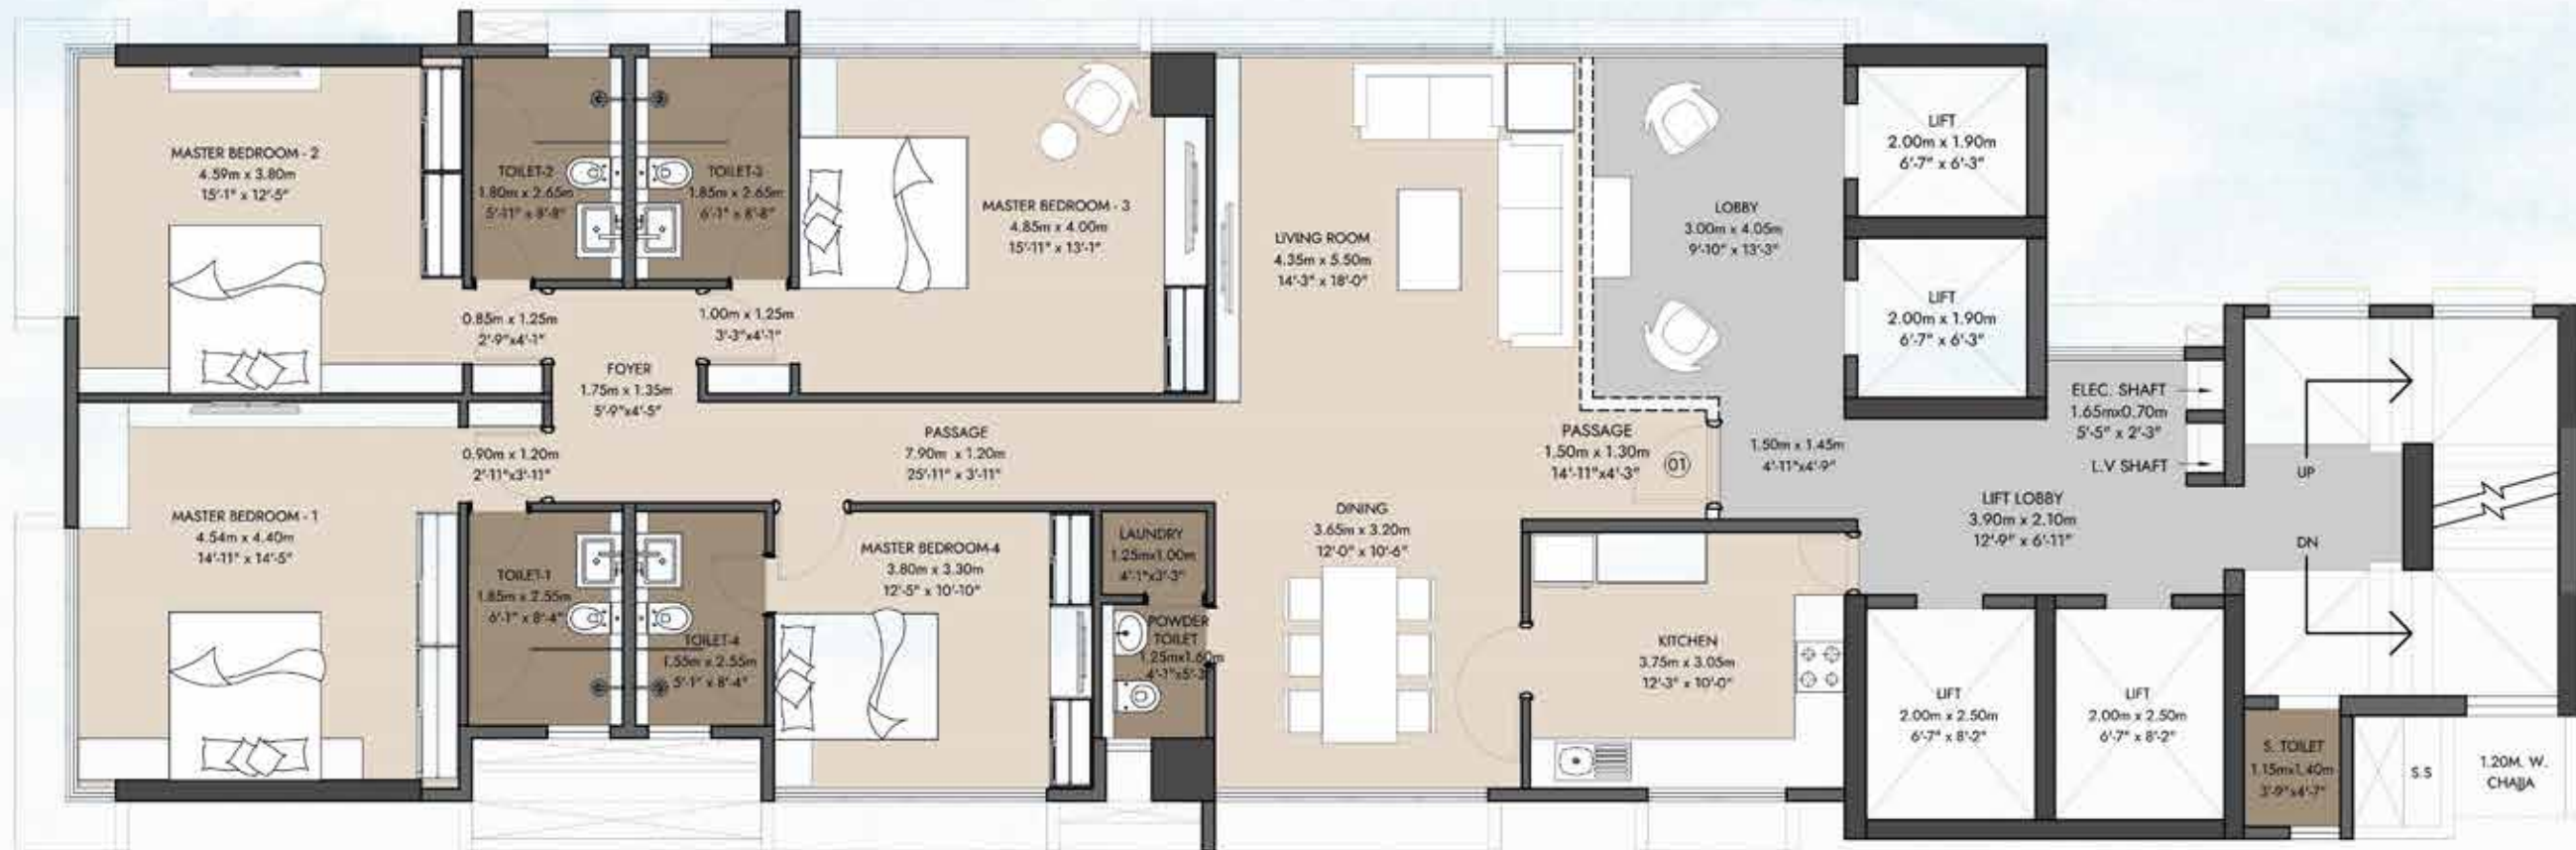 MASTER BEDROOM - 2
4.59m x 3.80m
15'-1" x 12'-5"
TOILET-2
1.80m x 2.65m
5'-11" x 8'-8"
TOILET-3
1.85m x 2.65m
6'-1" x 8'-8"
MASTER BEDROOM - 3
4.85m x 4.00m
15'-11" x 13'-1"
LIVING ROOM
4.35m x 5.50m
14'-3" x 18'-0"
LOBBY
3.00m x 4.05m
9'-10" x 13'-3"
LIFT
2.00m x 1.90m
6'-7" x 6'-3"
LIFT
2.00m x 1.90m
6'-7" x 6'-3"
0.85m x 1.25m
2'-9"x4'-1"
1.00m x 1.25m
3'-3"x4'-1"
FOYER
1.75m x 1.35m
5'-9"x4'-5"
ELEC. SHAFT
1.65mx0.70m
5'-5" x 2'-3"
L.V SHAFT
UP
DN
0.90m x 1.20m
2'-11"x3'-11"
PASSAGE
7.90m x 1.20m
25'-11" x 3'-11"
PASSAGE
1.50m x 1.30m
14'-11"x4'-3"
01
1.50m x 1.45m
4'-11"x4'-9"
LIFT LOBBY
3.90m x 2.10m
12'-9" x 6'-11"
MASTER BEDROOM - 1
4.54m x 4.40m
14'-11" x 14'-5"
TOILET-1
1.85m x 2.55m
6'-1" x 8'-4"
TOILET-4
1.55m x 2.55m
5'-1" x 8'-4"
MASTER BEDROOM-4
3.80m x 3.30m
12'-5" x 10'-10"
LAUNDRY
1.25mx1.00m
4'-1"x3'-3"
POWDER
TOILET
1.25mx1.60m
4'-1"x5'-3"
DINING
3.65m x 3.20m
12'-0" x 10'-6"
KITCHEN
3.75m x 3.05m
12'-3" x 10'-0"
LIFT
2.00m x 2.50m
6'-7" x 8'-2"
LIFT
2.00m x 2.50m
6'-7" x 8'-2"
S. TOILET
1.15mx1.40m
3'-9"x4'-7"
S.S
1.20M. W.
CHAJJA